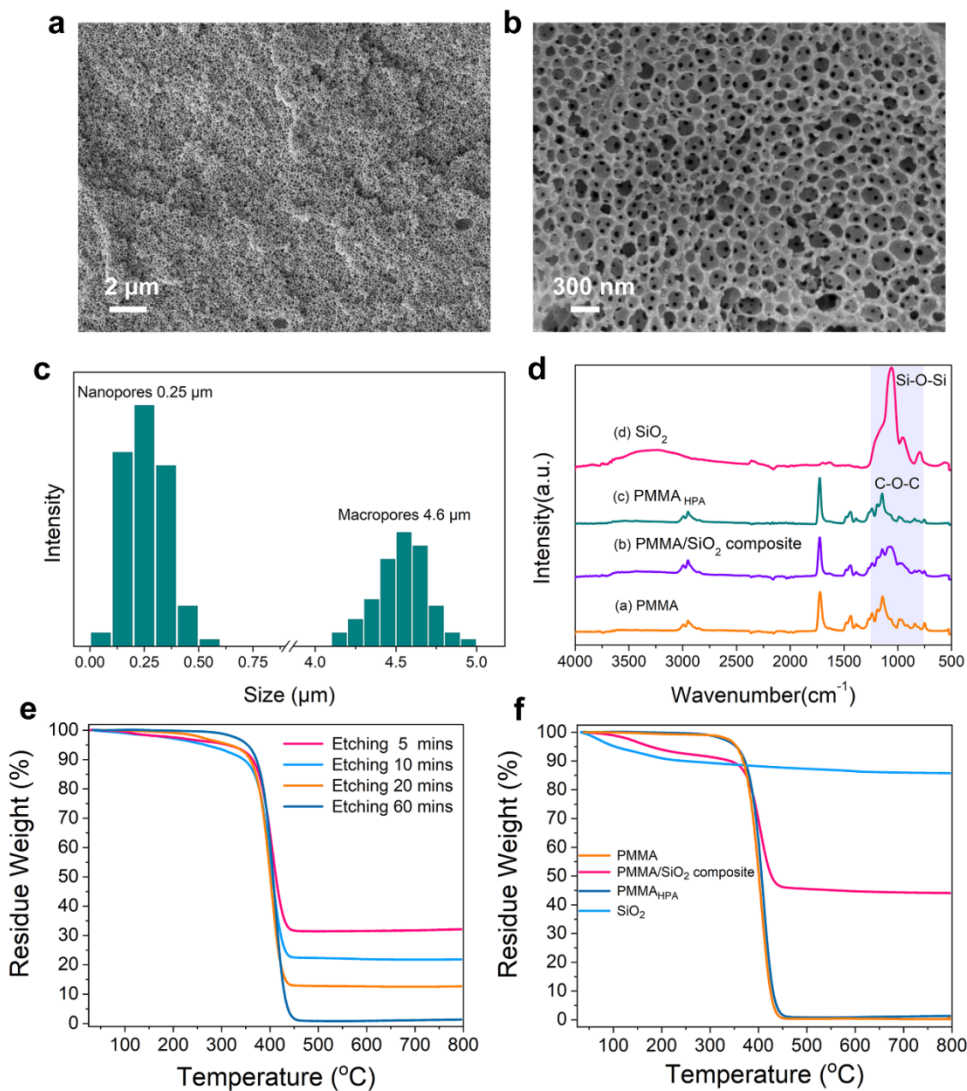 a
2 μm
b
300 nm
c
Nanopores 0.25 μm
Macropores 4.6 μm
Intensity
0.00 0.25 0.50 0.75 4.0 4.5 5.0
Size (μm)
d
Si-O-Si
(d) SiO₂
C-O-C
(c) PMMA HPA
(b) PMMA/SiO₂ composite
(a) PMMA
Intensity(a.u.)
4000 3500 3000 2500 2000 1500 1000 500
Wavenumber(cm⁻¹)
e
100
90
80
70
60
50
40
30
20
10
0
Residue Weight (%)
Etching 5 mins
Etching 10 mins
Etching 20 mins
Etching 60 mins
100 200 300 400 500 600 700 800
Temperature (°C)
f
100
90
80
70
60
50
40
30
20
10
0
Residue Weight (%)
PMMA
PMMA/SiO₂ composite
PMMAHPA
SiO₂
100 200 300 400 500 600 700 800
Temperature (°C)